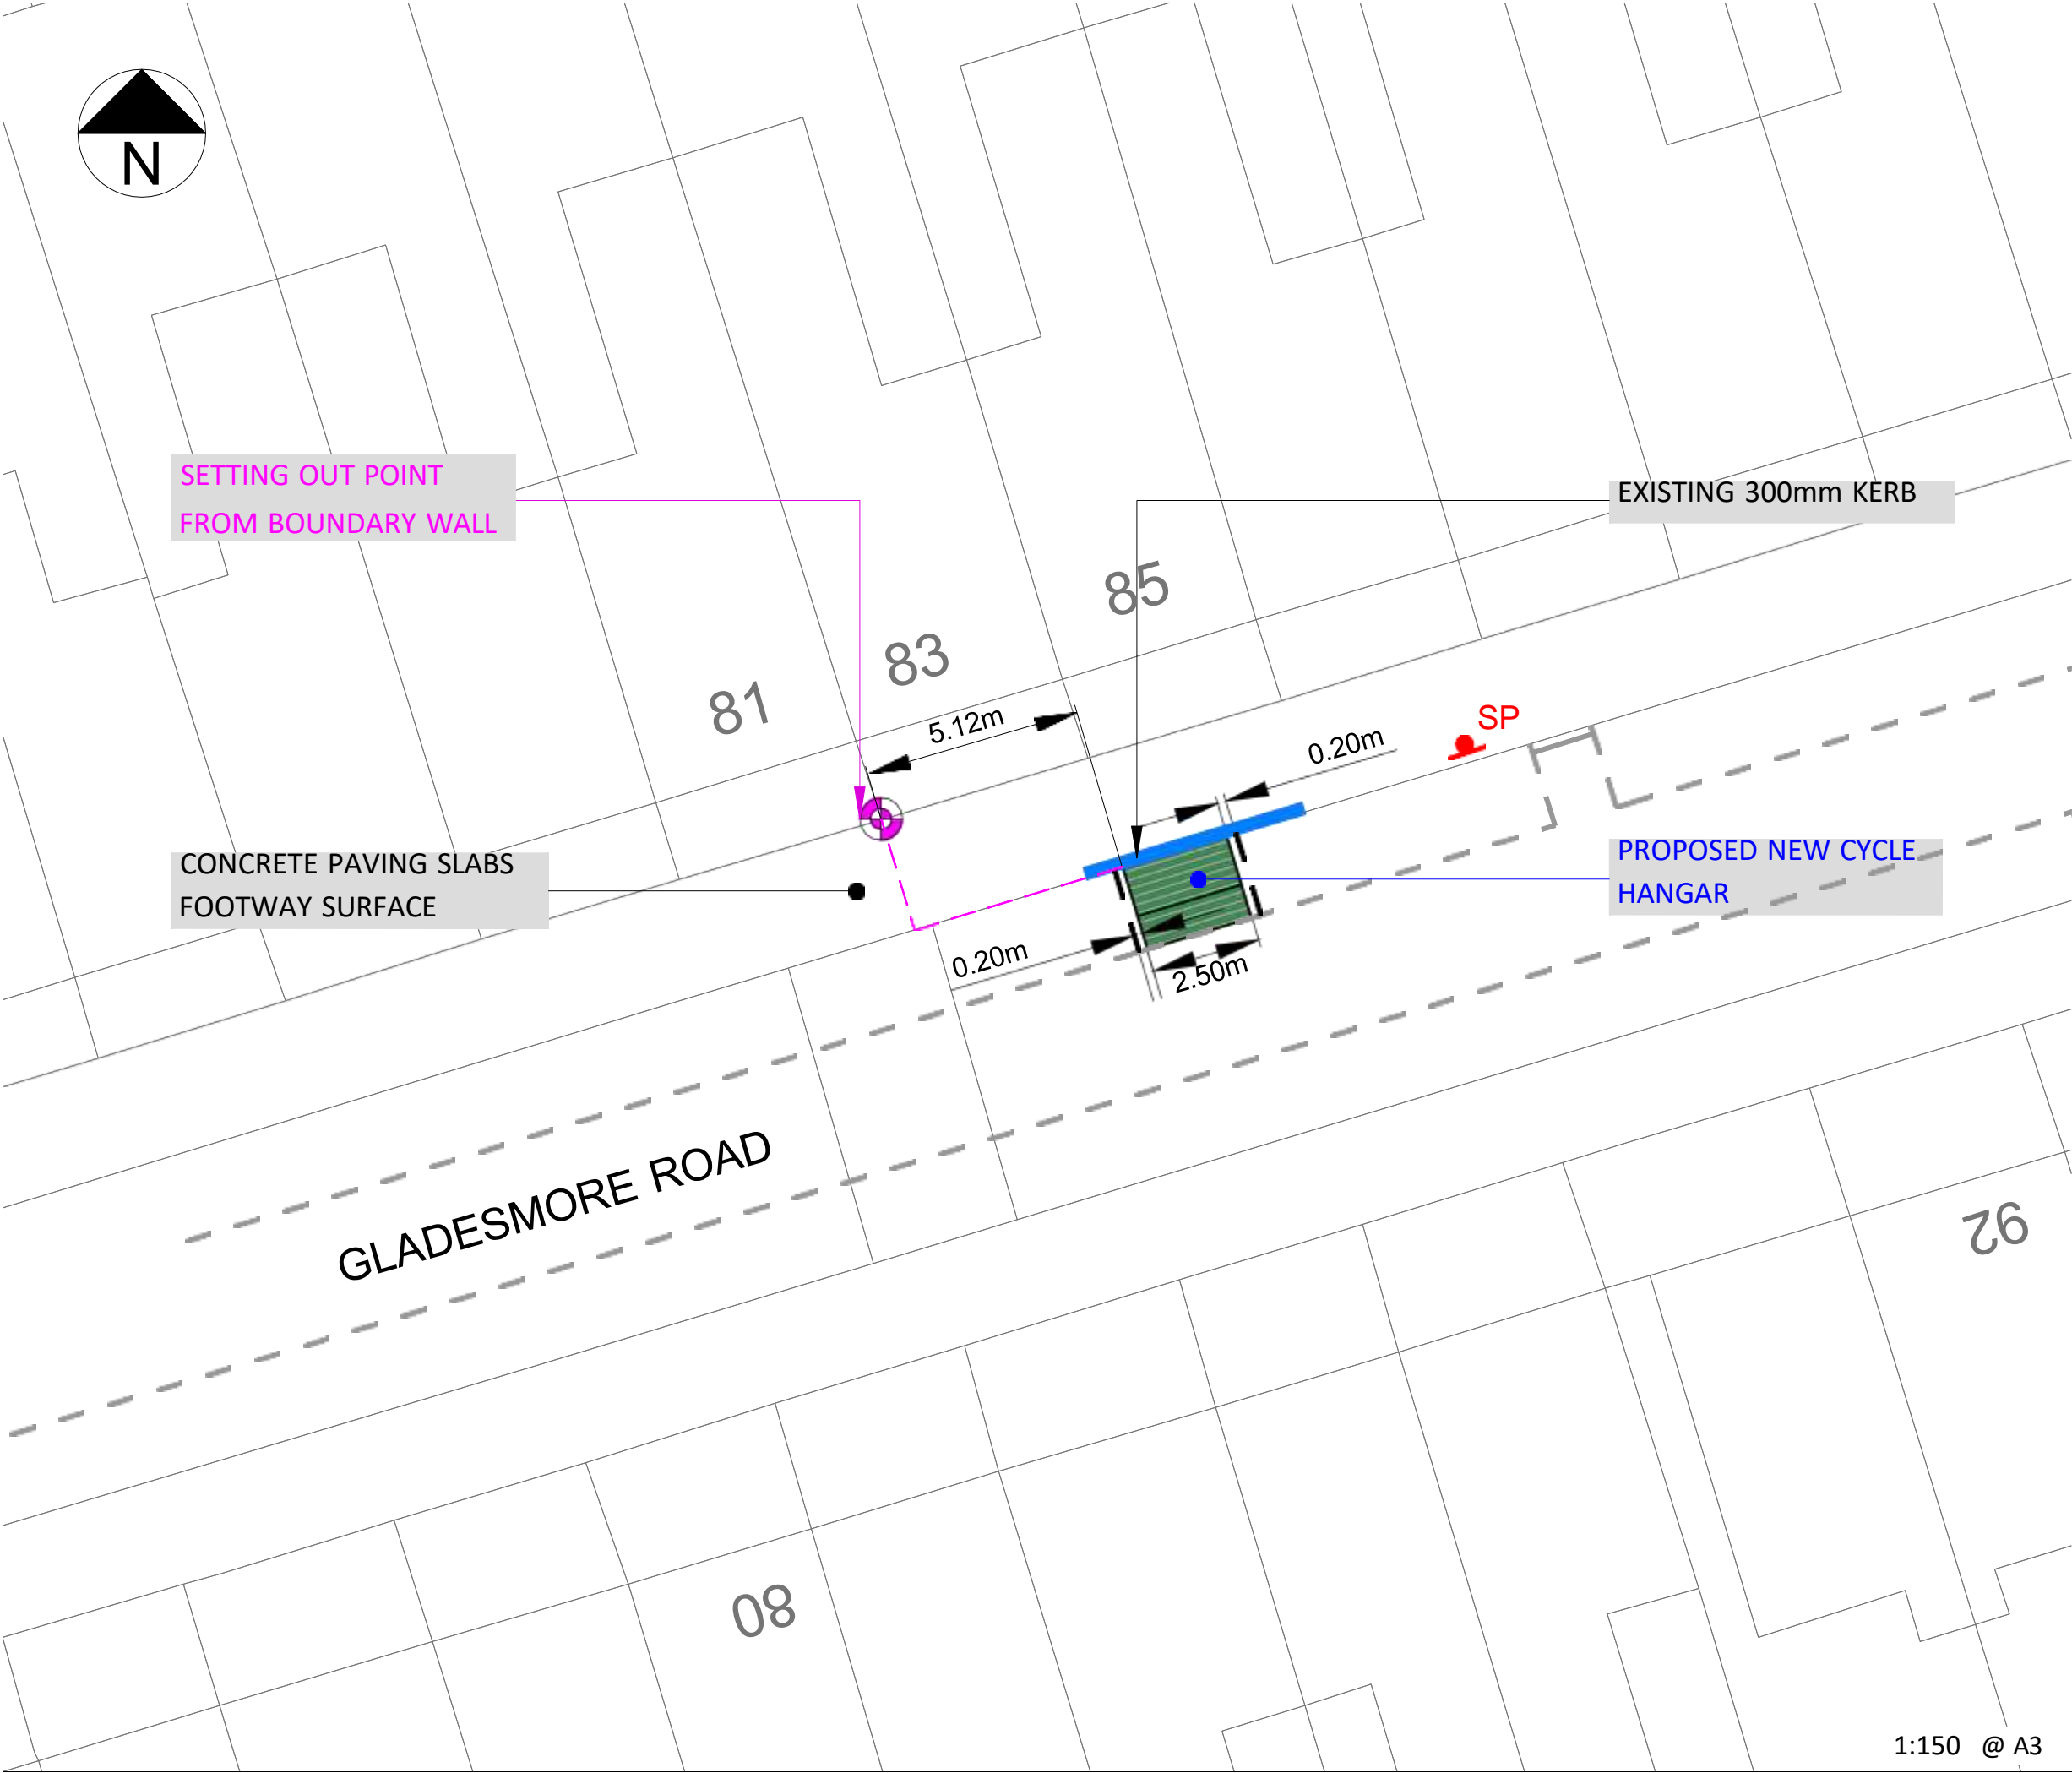 N
SETTING OUT POINT
FROM BOUNDARY WALL
EXISTING 300mm KERB
85
83
81
5.12m
SP
0.20m
CONCRETE PAVING SLABS
FOOTWAY SURFACE
PROPOSED NEW CYCLE
HANGAR
0.20m
2.50m
GLADESMORE ROAD
92
80
1:150 @ A3